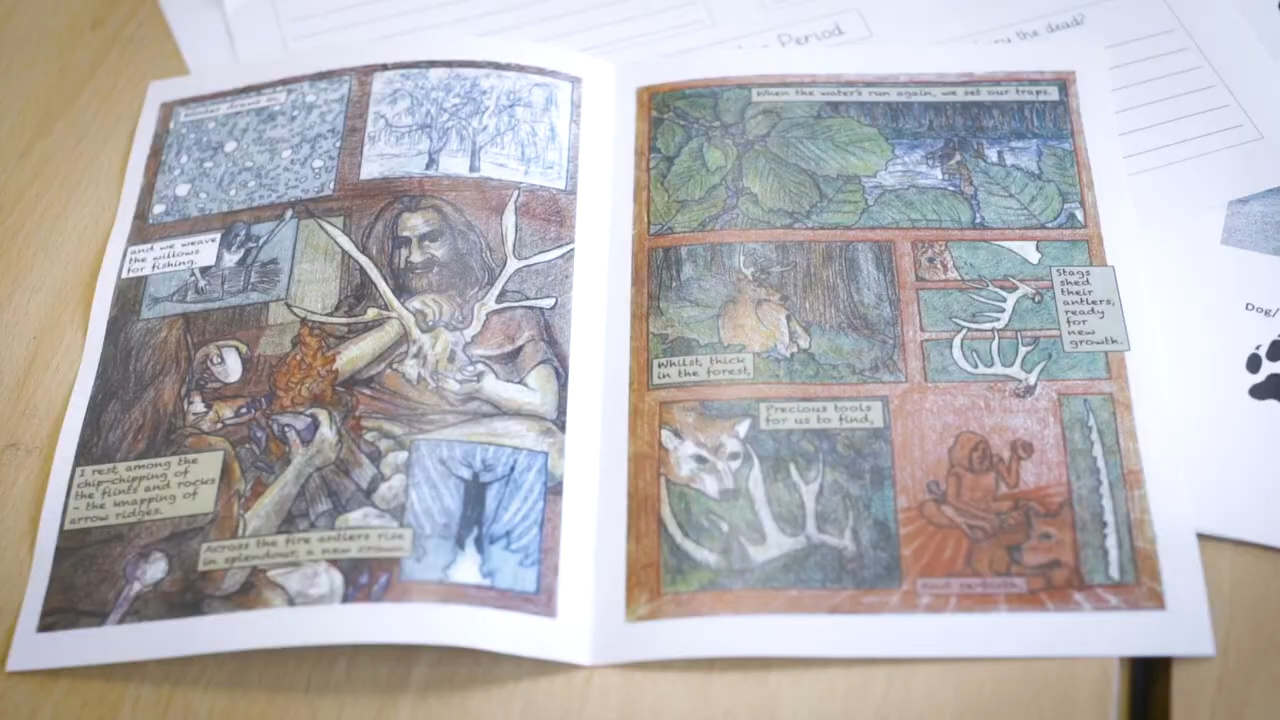 Period
the dead?
and we weave
the willows
for fishing.
I rest, among the
chip-chipping of
the flints and rocks
- the knapping of
arrow ridges.
Across the fire antlers rise
in splendour, a new crown.
When the water's run again, we set our traps.
Whilst, thick
in the forest,
Stags
shed
their
antlers,
ready
for
new
growth.
Precious tools
for us to find,
Dog/